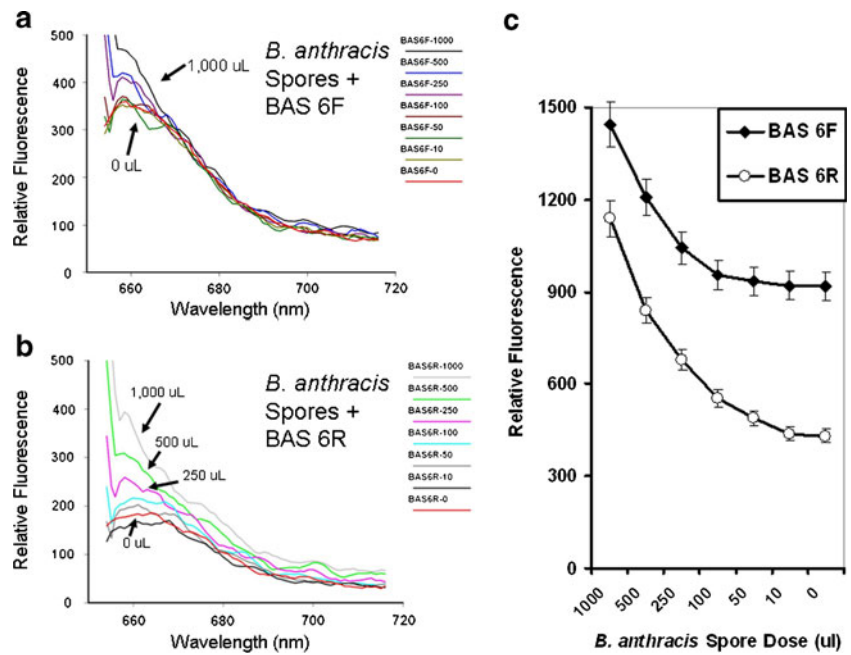 a
500
400
300
200
100
0
Relative Fluorescence
660
680
700
720
Wavelength (nm)
1,000 uL
0 uL
B. anthracis
Spores +
BAS 6F
BAS6F-1000
BAS6F-500
BAS6F-250
BAS6F-100
BAS6F-50
BAS6F-10
BAS6F-0
b
500
400
300
200
100
0
Relative Fluorescence
660
680
700
720
Wavelength (nm)
1,000 uL
500 uL
250 uL
0 uL
B. anthracis
Spores +
BAS 6R
BAS6R-1000
BAS6R-500
BAS6R-250
BAS6R-100
BAS6R-50
BAS6R-10
BAS6R-0
c
1500
1200
900
600
300
0
Relative Fluorescence
BAS 6F
BAS 6R
1000
500
250
100
50
10
0
B. anthracis Spore Dose (ul)